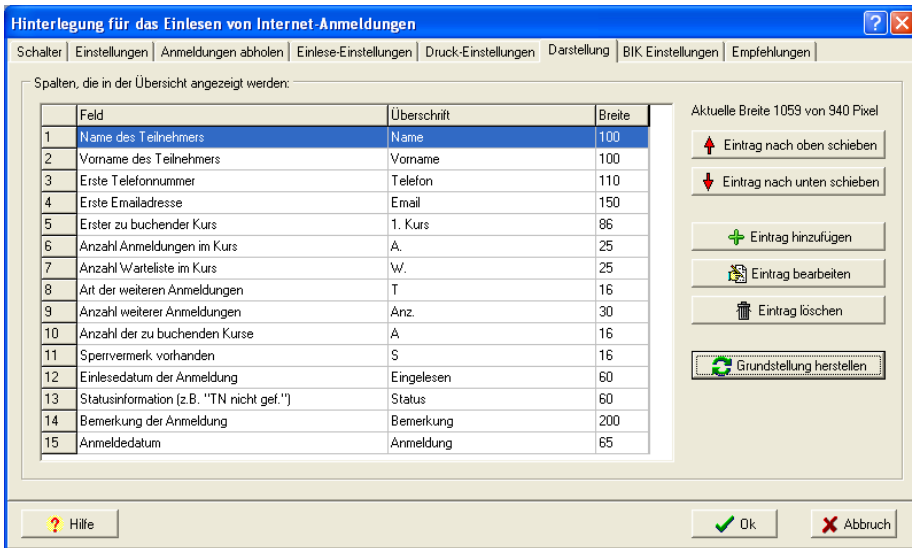 Hinterlegung für das Einlesen von Internet-Anmeldungen
Schalter Einstellungen Anmeldungen abholen Einlese-Einstellungen Druck-Einstellungen Darstellung BIK Einstellungen Empfehlungen
Spalten, die in der Übersicht angezeigt werden:
Feld Überschrift Breite
1 Name des Teilnehmers Name 100
2 Vorname des Teilnehmers Vorname 100
3 Erste Telefonnummer Telefon 110
4 Erste Emailadresse Email 150
5 Erster zu buchender Kurs 1. Kurs 86
6 Anzahl Anmeldungen im Kurs A. 25
7 Anzahl Warteliste im Kurs W. 25
8 Art der weiteren Anmeldungen T 16
9 Anzahl weiterer Anmeldungen Anz. 30
10 Anzahl der zu buchenden Kurse A 16
11 Sperrvermerk vorhanden S 16
12 Einlesedatum der Anmeldung Eingelesen 60
13 Statusinformation (z.B. "TN nicht gef.") Status 60
14 Bemerkung der Anmeldung Bemerkung 200
15 Anmeldedatum Anmeldung 65
Aktuelle Breite 1059 von 940 Pixel
Eintrag nach oben schieben
Eintrag nach unten schieben
Eintrag hinzufügen
Eintrag bearbeiten
Eintrag löschen
Grundstellung herstellen
? Hilfe
Ok
Abbruch